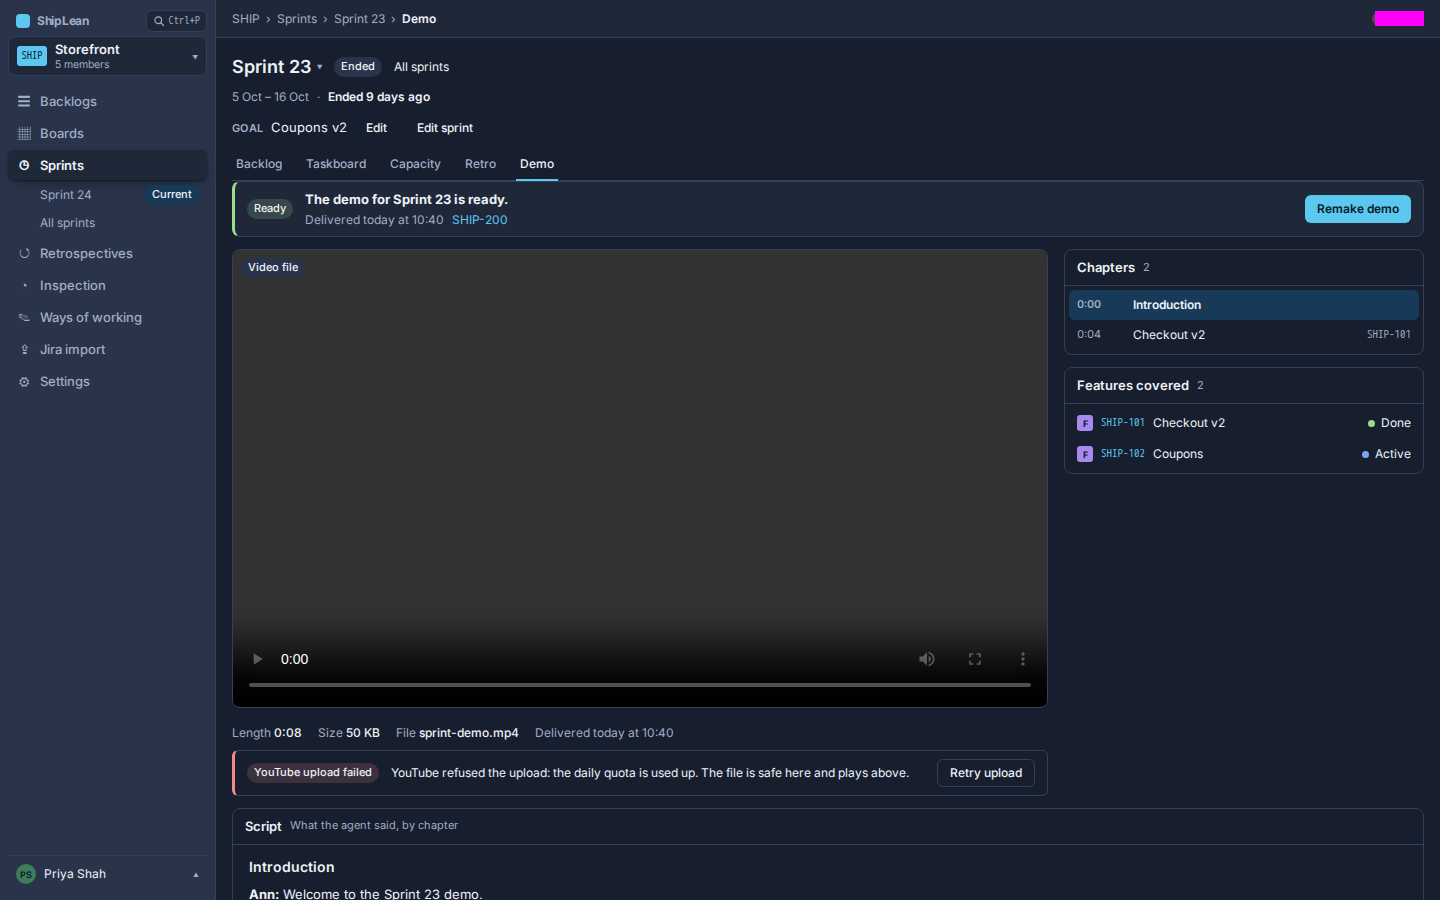 ShipLean
Ctrl+P
SHIP
Storefront
5 members
Backlogs
Boards
Sprints
Sprint 24
Current
All sprints
Retrospectives
Inspection
Ways of working
Jira import
Settings
PS
Priya Shah
SHIP › Sprints › Sprint 23 › Demo
Sprint 23
Ended
All sprints
5 Oct – 16 Oct · Ended 9 days ago
GOAL Coupons v2 Edit Edit sprint
Backlog Taskboard Capacity Retro Demo
Ready
The demo for Sprint 23 is ready.
Delivered today at 10:40 SHIP-200
Remake demo
Video file
0:00
Length 0:08 Size 50 KB File sprint-demo.mp4 Delivered today at 10:40
YouTube upload failed
YouTube refused the upload: the daily quota is used up. The file is safe here and plays above.
Retry upload
Chapters 2
0:00 Introduction
0:04 Checkout v2 SHIP-101
Features covered 2
F SHIP-101 Checkout v2 Done
F SHIP-102 Coupons Active
Script What the agent said, by chapter
Introduction
Ann: Welcome to the Sprint 23 demo.